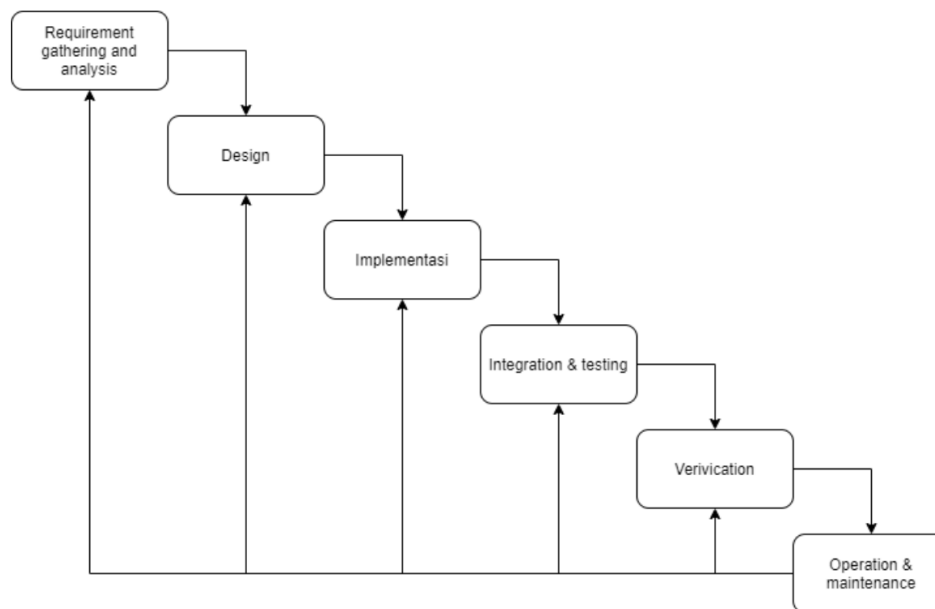 Requirement
gathering and
analysis
Design
Implementasi
Integration & testing
Verivication
Operation &
maintenance